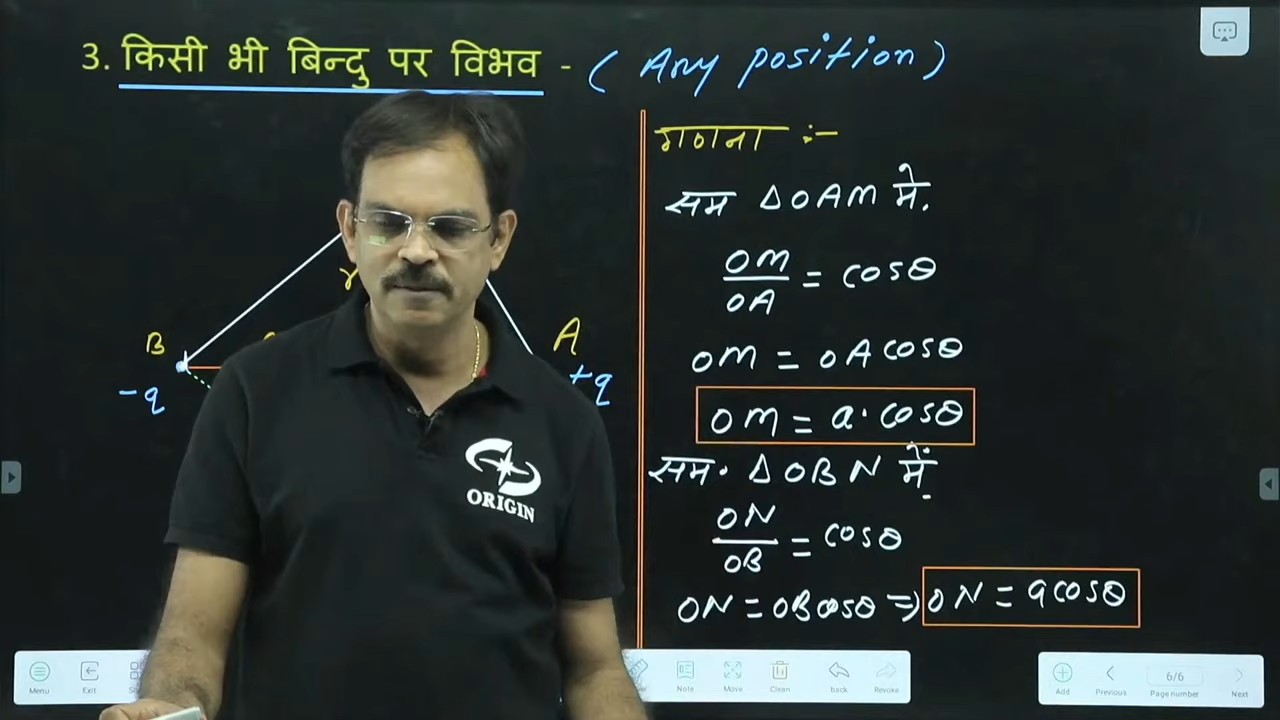 3. किसी भी बिन्दु पर विभव - ( Any position )
गणना :-
सम △OAM में.
OM/OA = cosθ
OM = OA cosθ
OM = a. cosθ
सम. △OBN में.
ON/OB = cosθ
ON = OB cosθ ⇒ ON = a cosθ
r
B
A
-q
+q
ORIGIN
Menu
Exit
Note
Move
Clean
back
Revoke
Add
Previous
6/6
Page number
Next